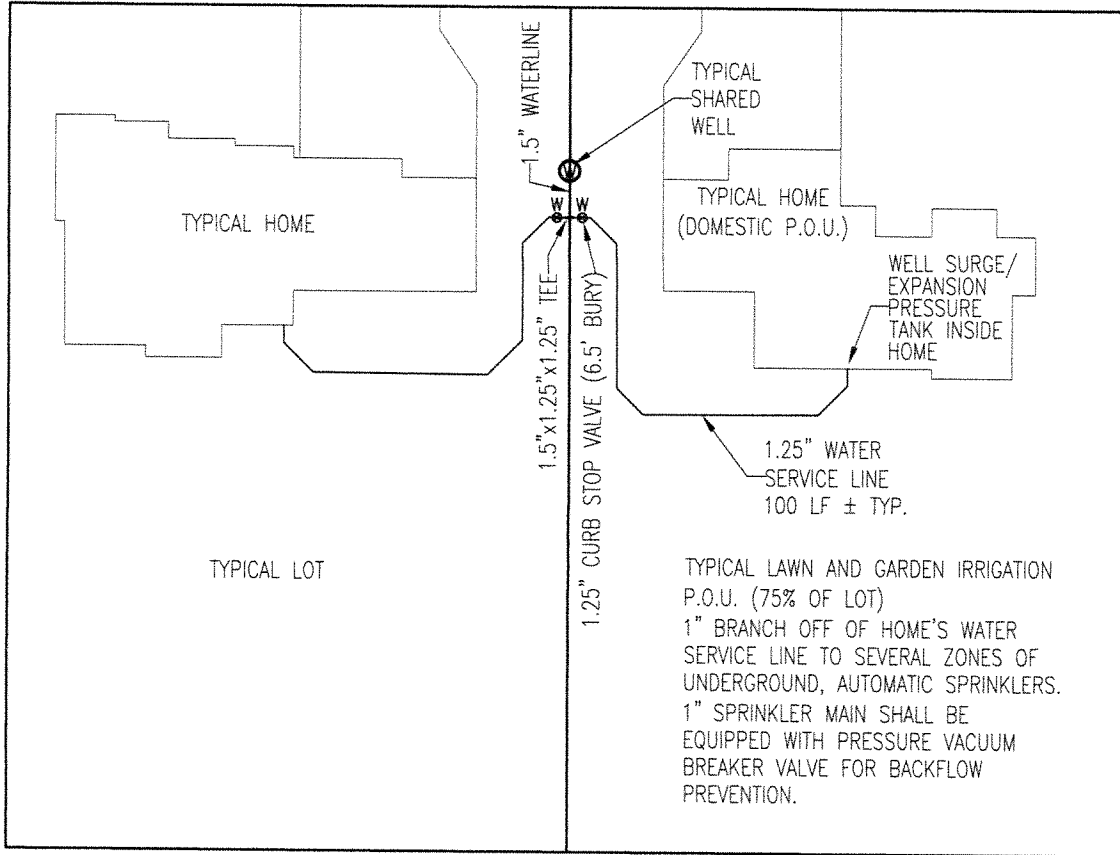 1.5" WATERLINE
TYPICAL
SHARED
WELL
W
W
W
TYPICAL HOME
TYPICAL HOME
(DOMESTIC P.O.U.)
WELL SURGE/
EXPANSION
PRESSURE
TANK INSIDE
HOME
1.5"x1.25"x1.25" TEE
1.25" CURB STOP VALVE (6.5' BURY)
1.25" WATER
SERVICE LINE
100 LF ± TYP.
TYPICAL LOT
TYPICAL LAWN AND GARDEN IRRIGATION
P.O.U. (75% OF LOT)
1" BRANCH OFF OF HOME'S WATER
SERVICE LINE TO SEVERAL ZONES OF
UNDERGROUND, AUTOMATIC SPRINKLERS.
1" SPRINKLER MAIN SHALL BE
EQUIPPED WITH PRESSURE VACUUM
BREAKER VALVE FOR BACKFLOW
PREVENTION.